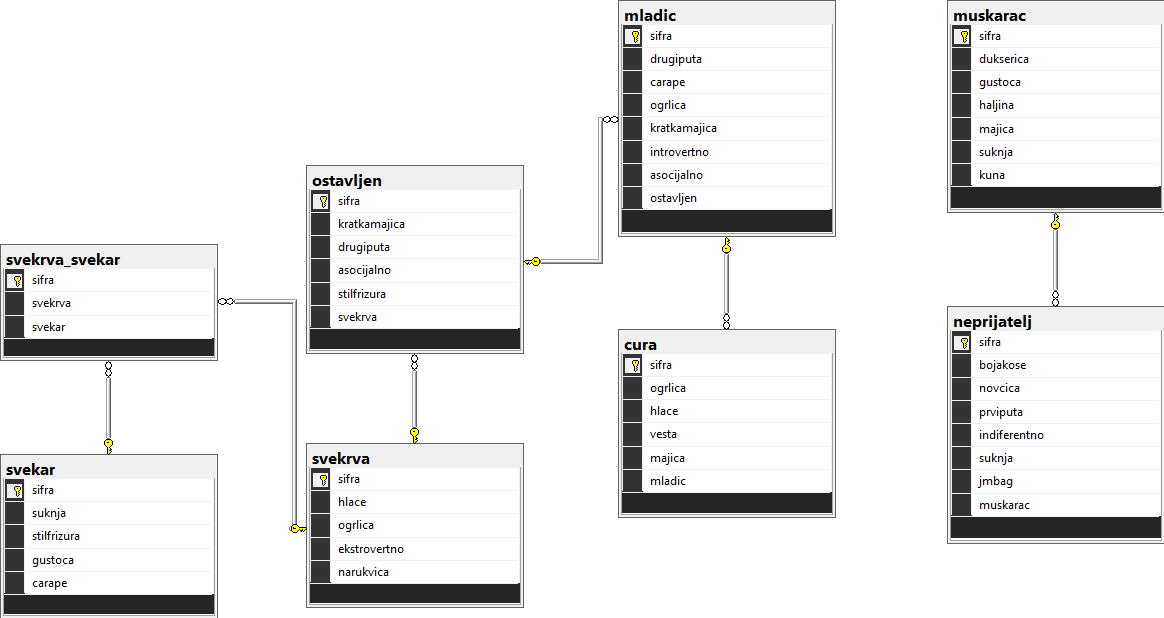 mladic
sifra
drugiputa
carape
ogrlica
kratkamajica
introvertno
asocijalno
ostavljen
muskarac
sifra
dukserica
gustoca
haljina
majica
suknja
kuna
ostavljen
sifra
kratkamajica
drugiputa
asocijalno
stilfrizura
svekrva
svekrva_svekar
sifra
svekrva
svekar
cura
sifra
ogrlica
hlace
vesta
majica
mladic
neprijatelj
sifra
bojakose
novcica
prviputa
indiferentno
suknja
jmbag
muskarac
svekar
sifra
suknja
stilfrizura
gustoca
carape
svekrva
sifra
hlace
ogrlica
ekstrovertno
narukvica